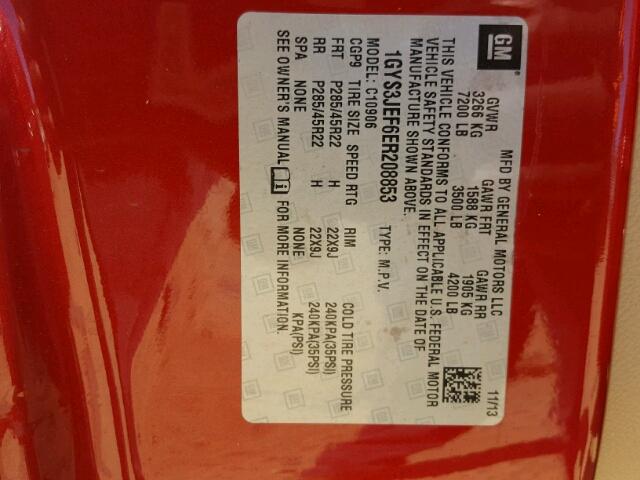 GM
MFD BY GENERAL MOTORS LLC 11/13
GVWR GAWR FRT GAWR RR
3266 KG 1588 KG 1905 KG
7200 LB 3500 LB 4200 LB
THIS VEHICLE CONFORMS TO ALL APPLICABLE U.S. FEDERAL MOTOR
VEHICLE SAFETY STANDARDS IN EFFECT ON THE DATE OF
MANUFACTURE SHOWN ABOVE.
1GYS3JEF6ER208853 TYPE: M.P.V.
MODEL: C10906
CGP9 TIRE SIZE SPEED RTG RIM COLD TIRE PRESSURE
FRT P285/45R22 H 22X9J 240KPA(35PSI)
RR P285/45R22 H 22X9J 240KPA(35PSI)
SPA NONE NONE KPA(PSI)
SEE OWNER'S MANUAL FOR MORE INFORMATION.